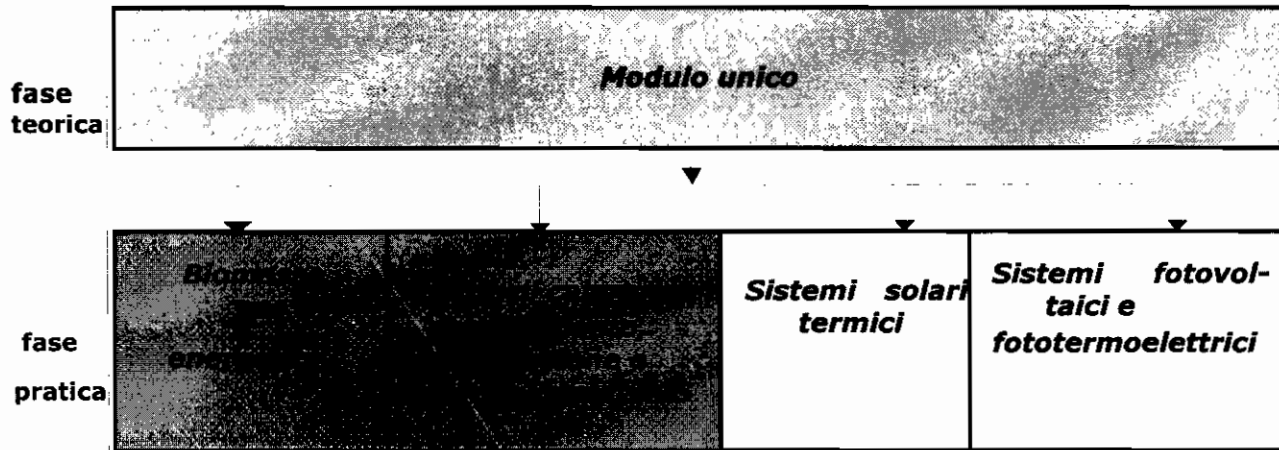 Modulo unico
fase
teorica
Sistemi solari
termici
Sistemi fotovol-
taici e
fototermoelettrici
fase
pratica